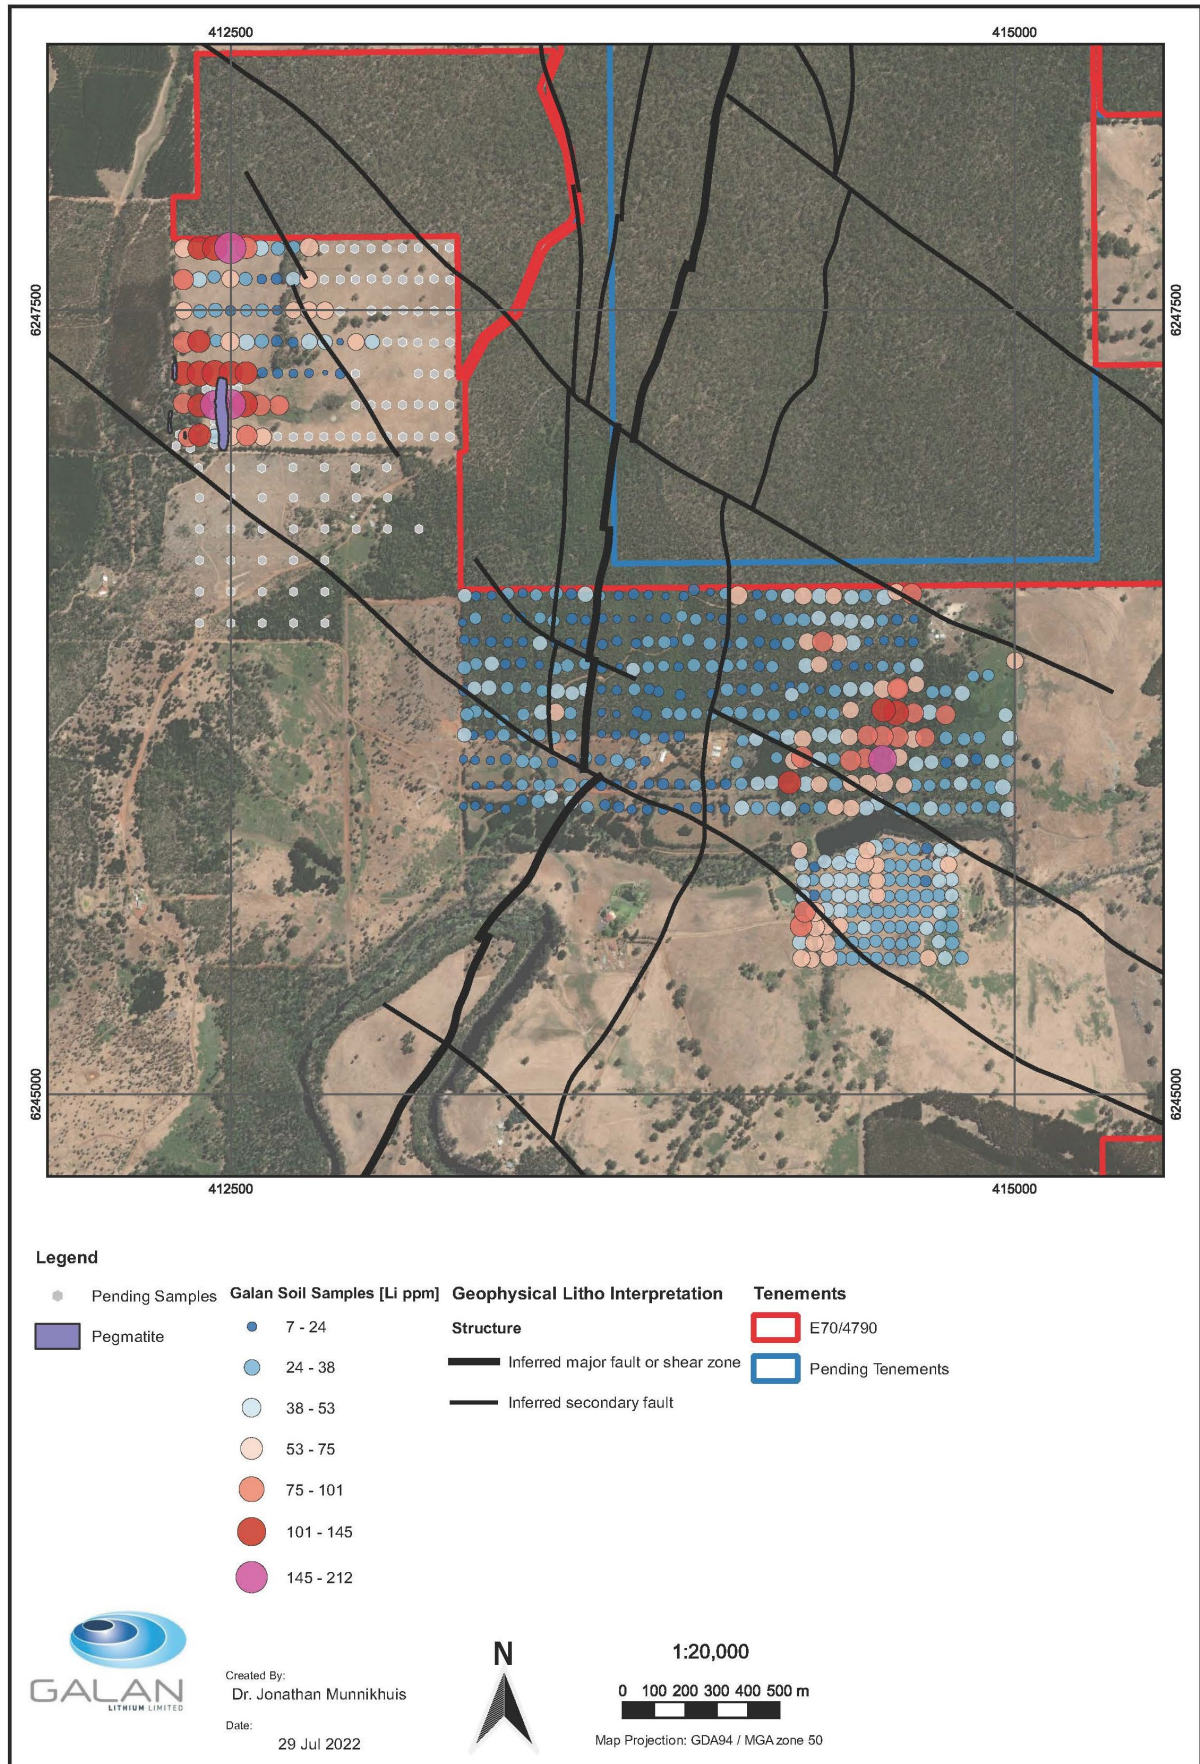 412500
415000
6247500
6247500
6245000
6245000
412500
415000
Legend
Pending Samples
Pegmatite
Galan Soil Samples [Li ppm]
7 - 24
24 - 38
38 - 53
53 - 75
75 - 101
101 - 145
145 - 212
Geophysical Litho Interpretation
Structure
Inferred major fault or shear zone
Inferred secondary fault
Tenements
E70/4790
Pending Tenements
GALAN
LITHIUM LIMITED
Created By:
Dr. Jonathan Munnikhuis
Date:
29 Jul 2022
N
1:20,000
0 100 200 300 400 500 m
Map Projection: GDA94 / MGA zone 50